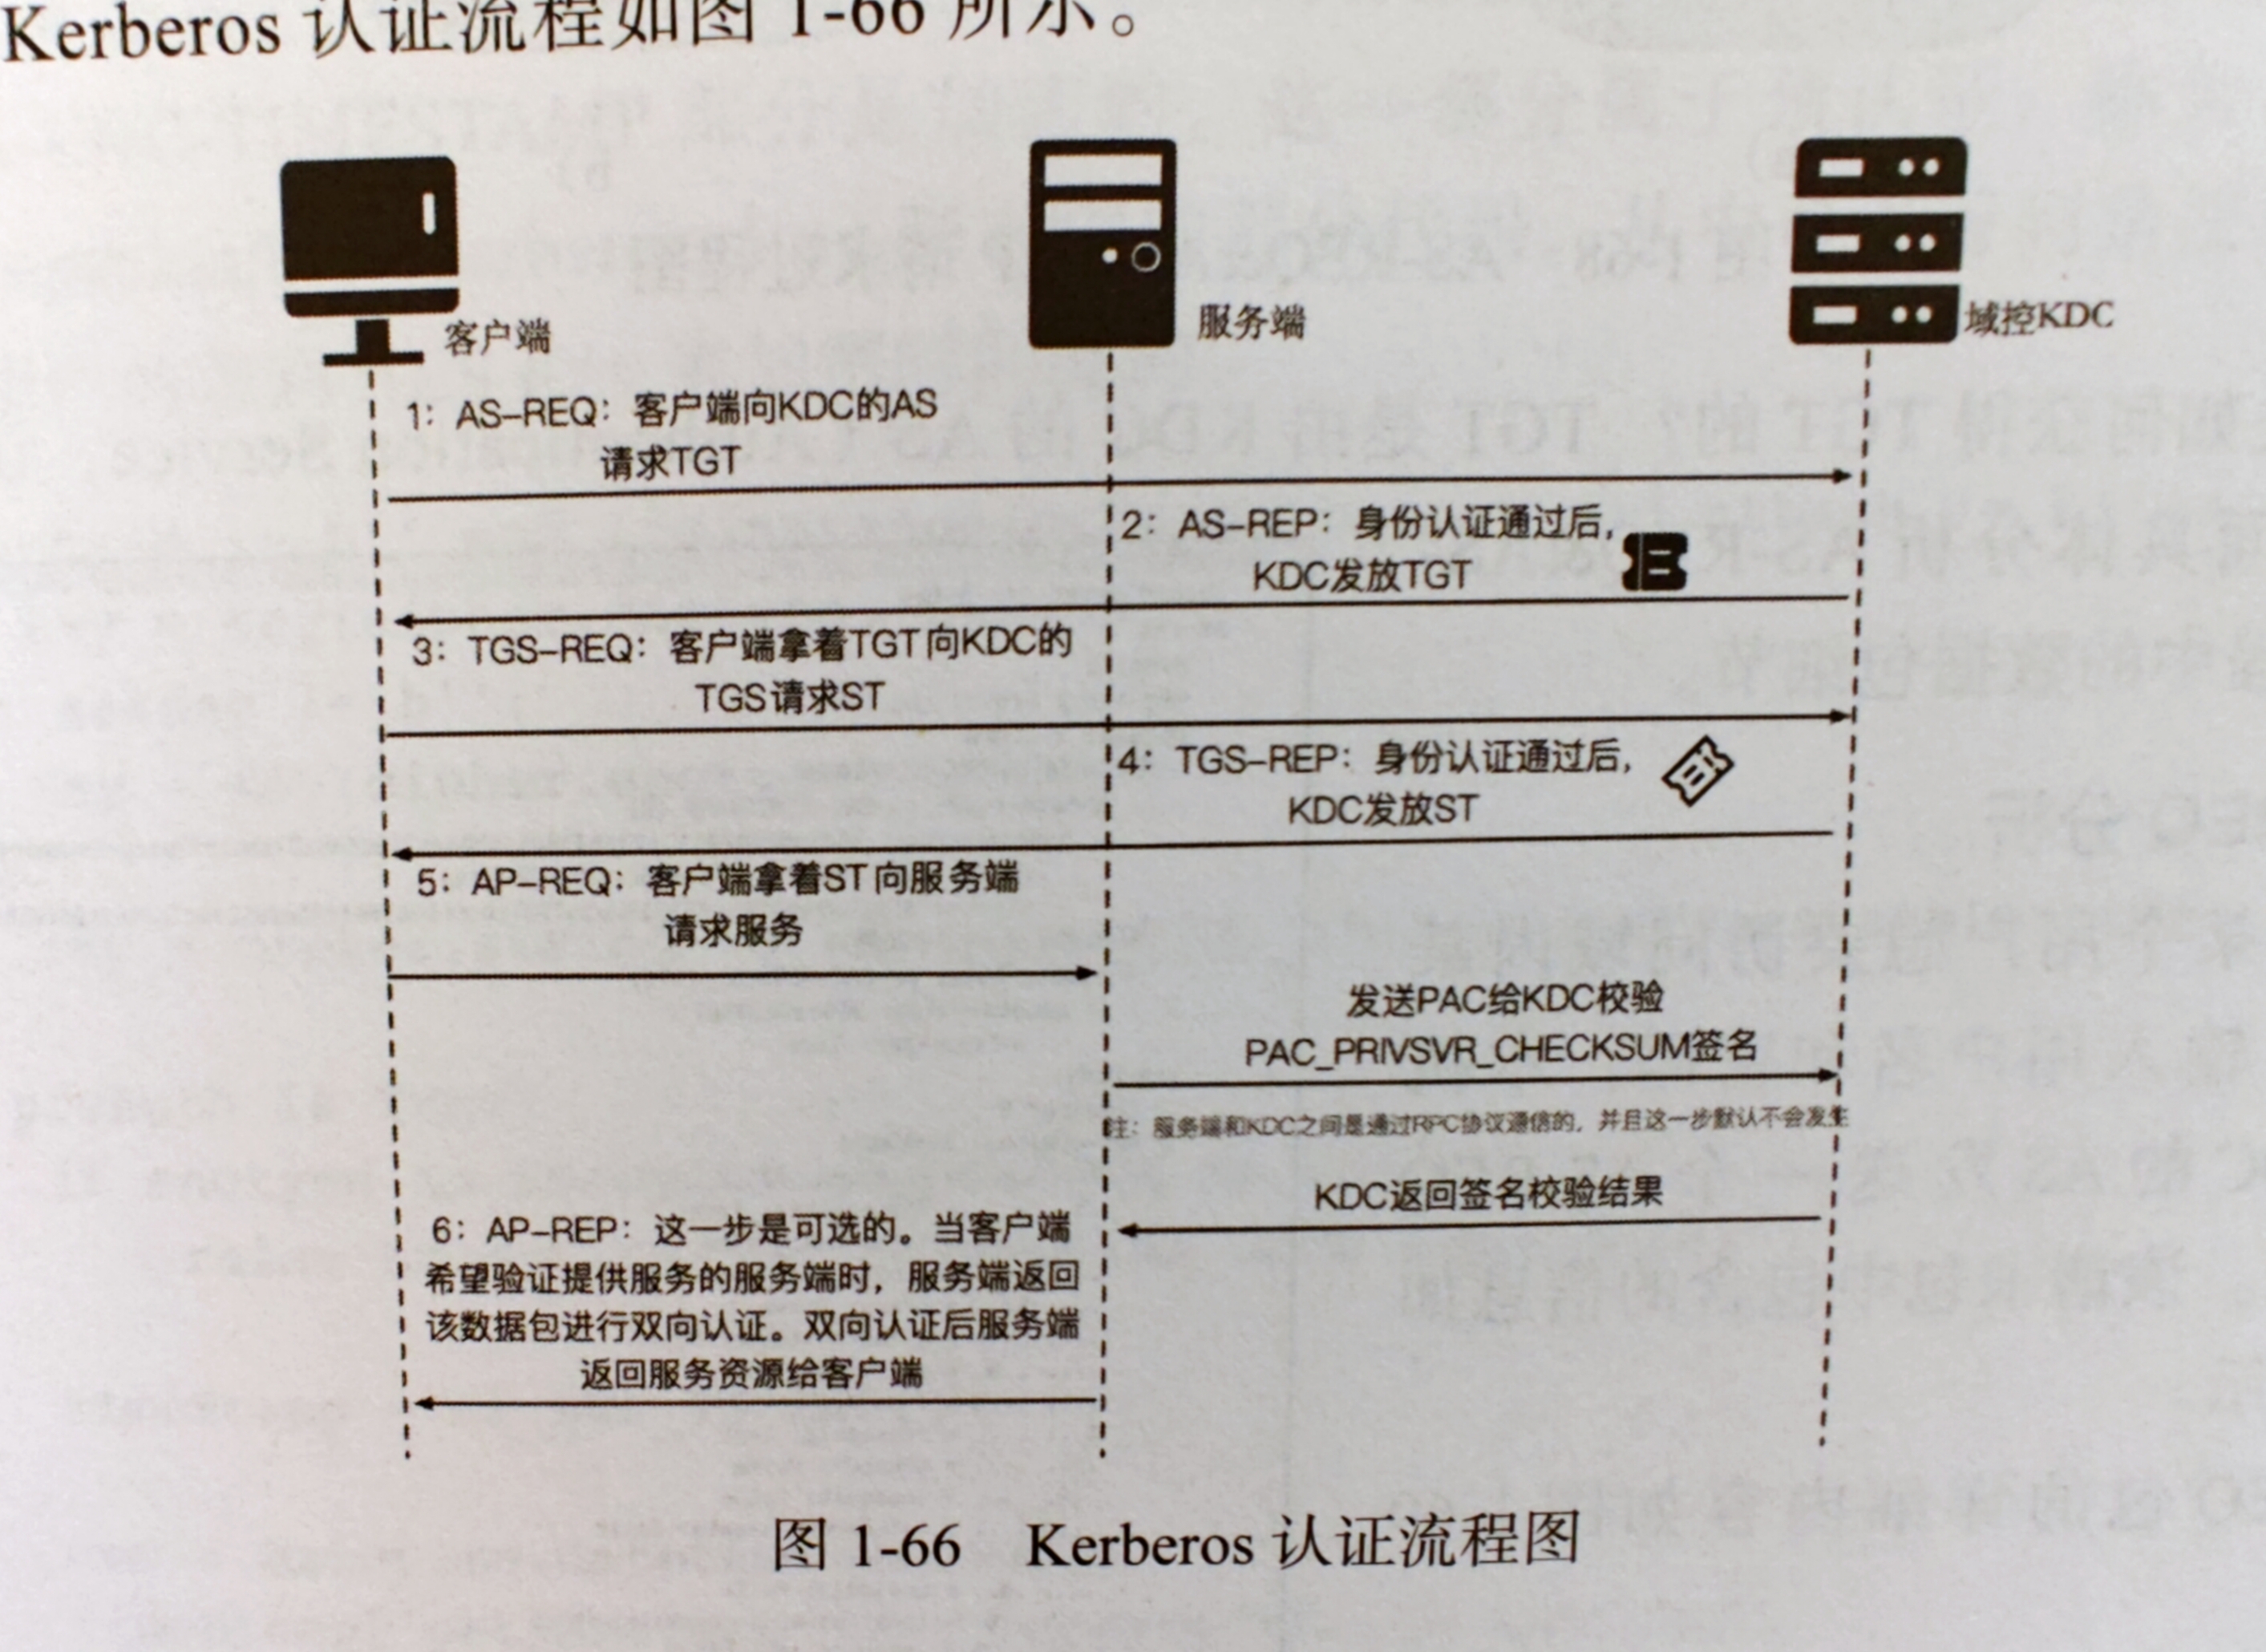 Kerberos 认证流程如图 1-66 所示。
客户端
服务端
域控KDC
1: AS-REQ: 客户端向KDC的AS
请求TGT
2: AS-REP: 身份认证通过后,
KDC发放TGT
3: TGS-REQ: 客户端拿着TGT向KDC的
TGS请求ST
4: TGS-REP: 身份认证通过后,
KDC发放ST
5: AP-REQ: 客户端拿着ST向服务端
请求服务
发送PAC给KDC校验
PAC_PRIVSVR_CHECKSUM签名
注: 服务端和KDC之间是通过RPC协议通信的, 并且这一步默认不会发生
KDC返回签名校验结果
6: AP-REP: 这一步是可选的。当客户端
希望验证提供服务的服务端时, 服务端返回
该数据包进行双向认证。双向认证后服务端
返回服务资源给客户端
图 1-66 Kerberos 认证流程图